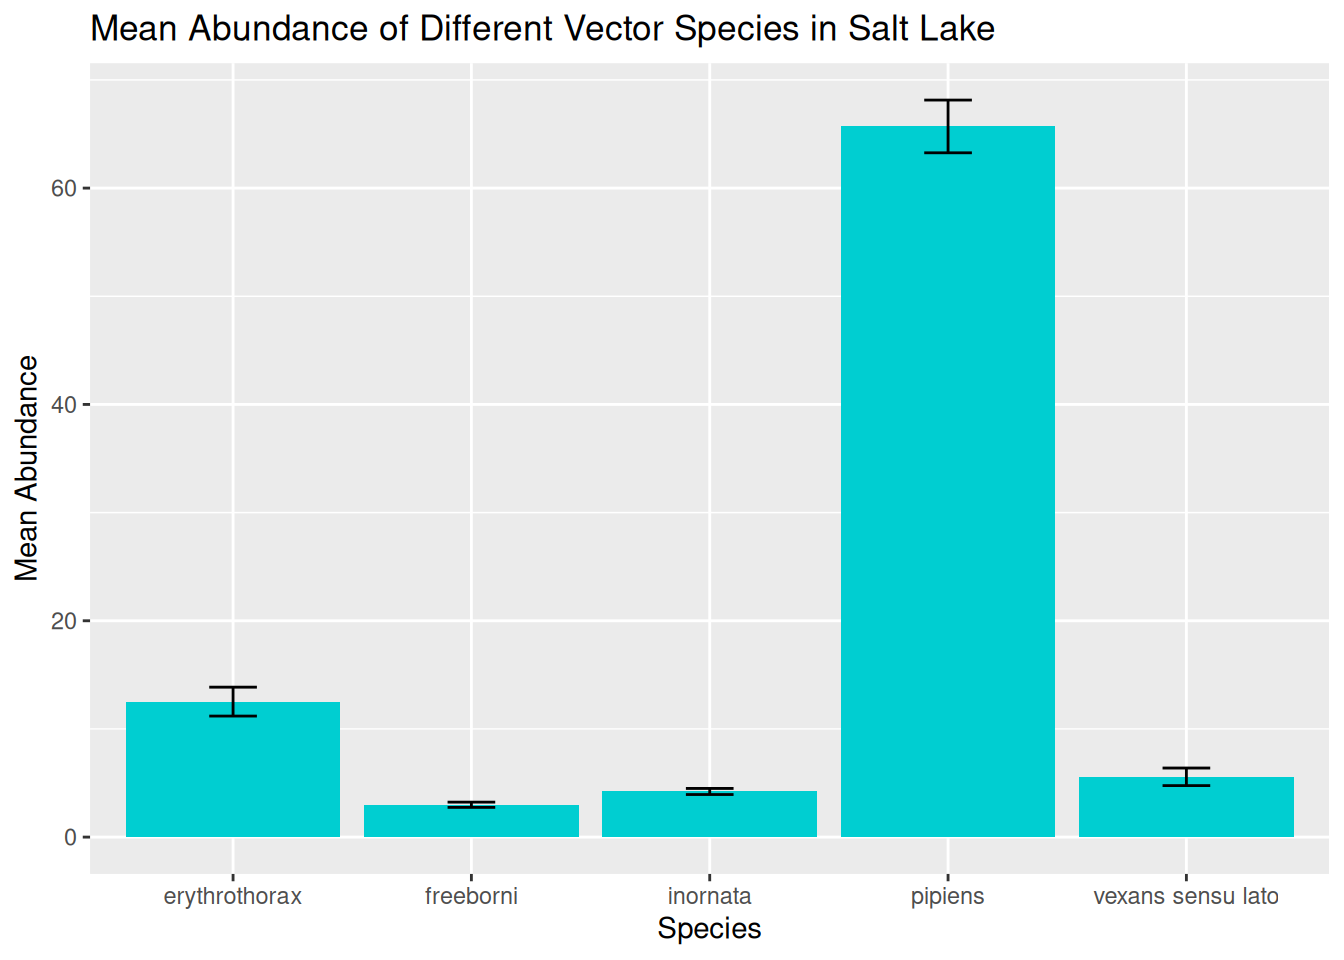 Mean Abundance of Different Vector Species in Salt Lake
Mean Abundance
60
40
20
0
erythrothorax
freeborni
inornata
pipiens
vexans sensu lato
Species